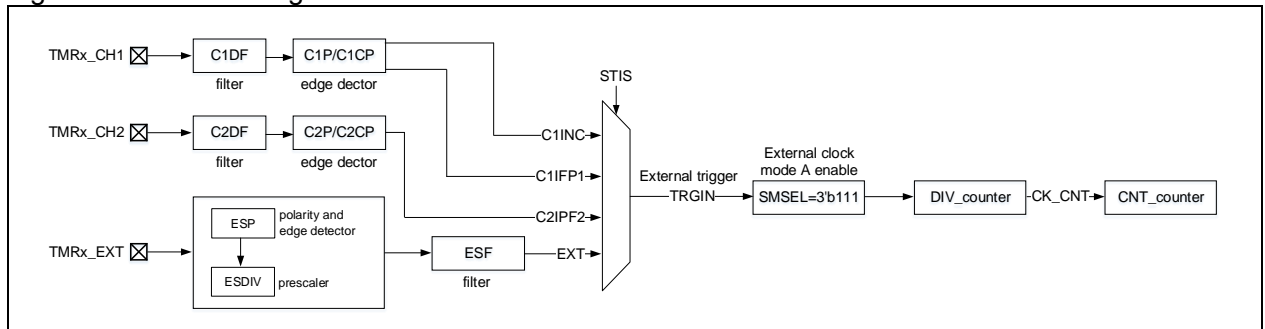 TMRx_CH1
C1DF
filter
C1P/C1CP
edge dector
STIS
TMRx_CH2
C2DF
filter
C2P/C2CP
edge dector
C1INC
C1IFP1
C2IPF2
EXT
External trigger
TRGIN
External clock
mode A enable
SMSEL=3'b111
DIV_counter
CK_CNT
CNT_counter
TMRx_EXT
ESP
polarity and
edge detector
ESDIV
prescaler
ESF
filter